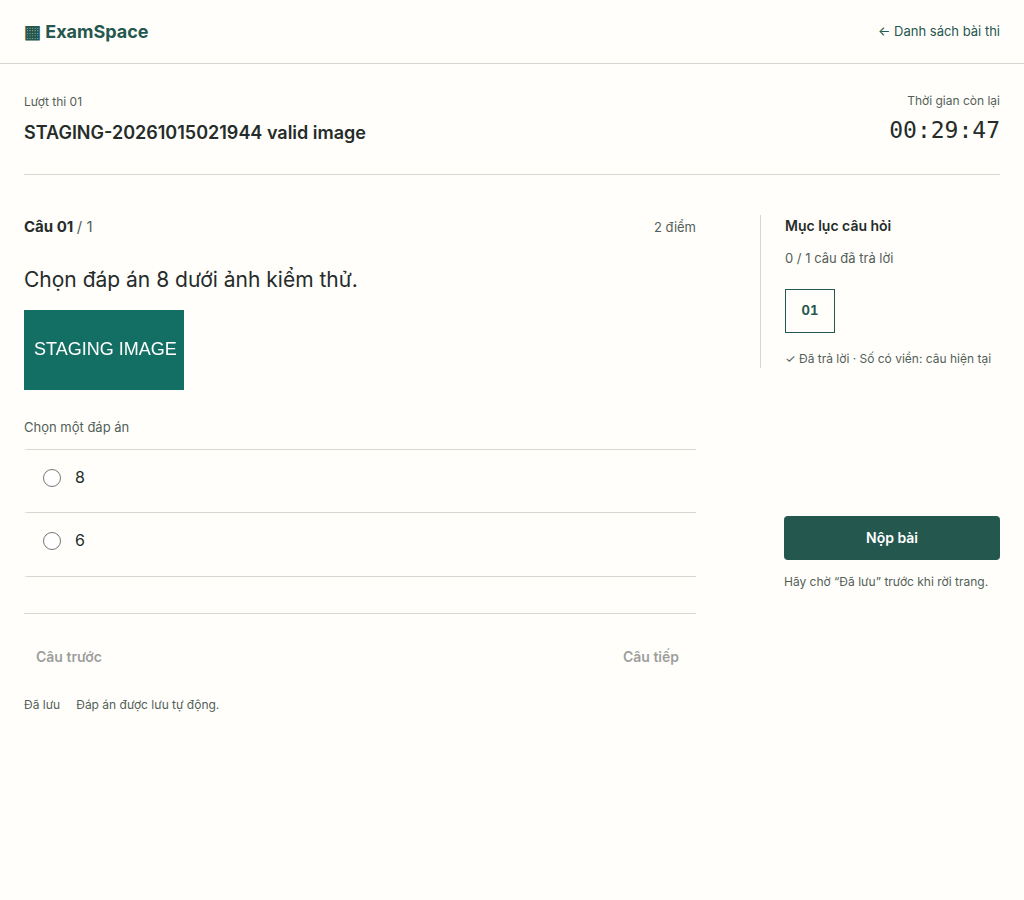 ExamSpace
← Danh sách bài thi
Lượt thi 01
STAGING-20261015021944 valid image
Thời gian còn lại
00:29:47
Câu 01 / 1
2 điểm
Chọn đáp án 8 dưới ảnh kiểm thử.
STAGING IMAGE
Chọn một đáp án
8
6
Câu trước
Câu tiếp
Đã lưu
Đáp án được lưu tự động.
Mục lục câu hỏi
0 / 1 câu đã trả lời
01
✓ Đã trả lời · Số có viền: câu hiện tại
Nộp bài
Hãy chờ “Đã lưu” trước khi rời trang.